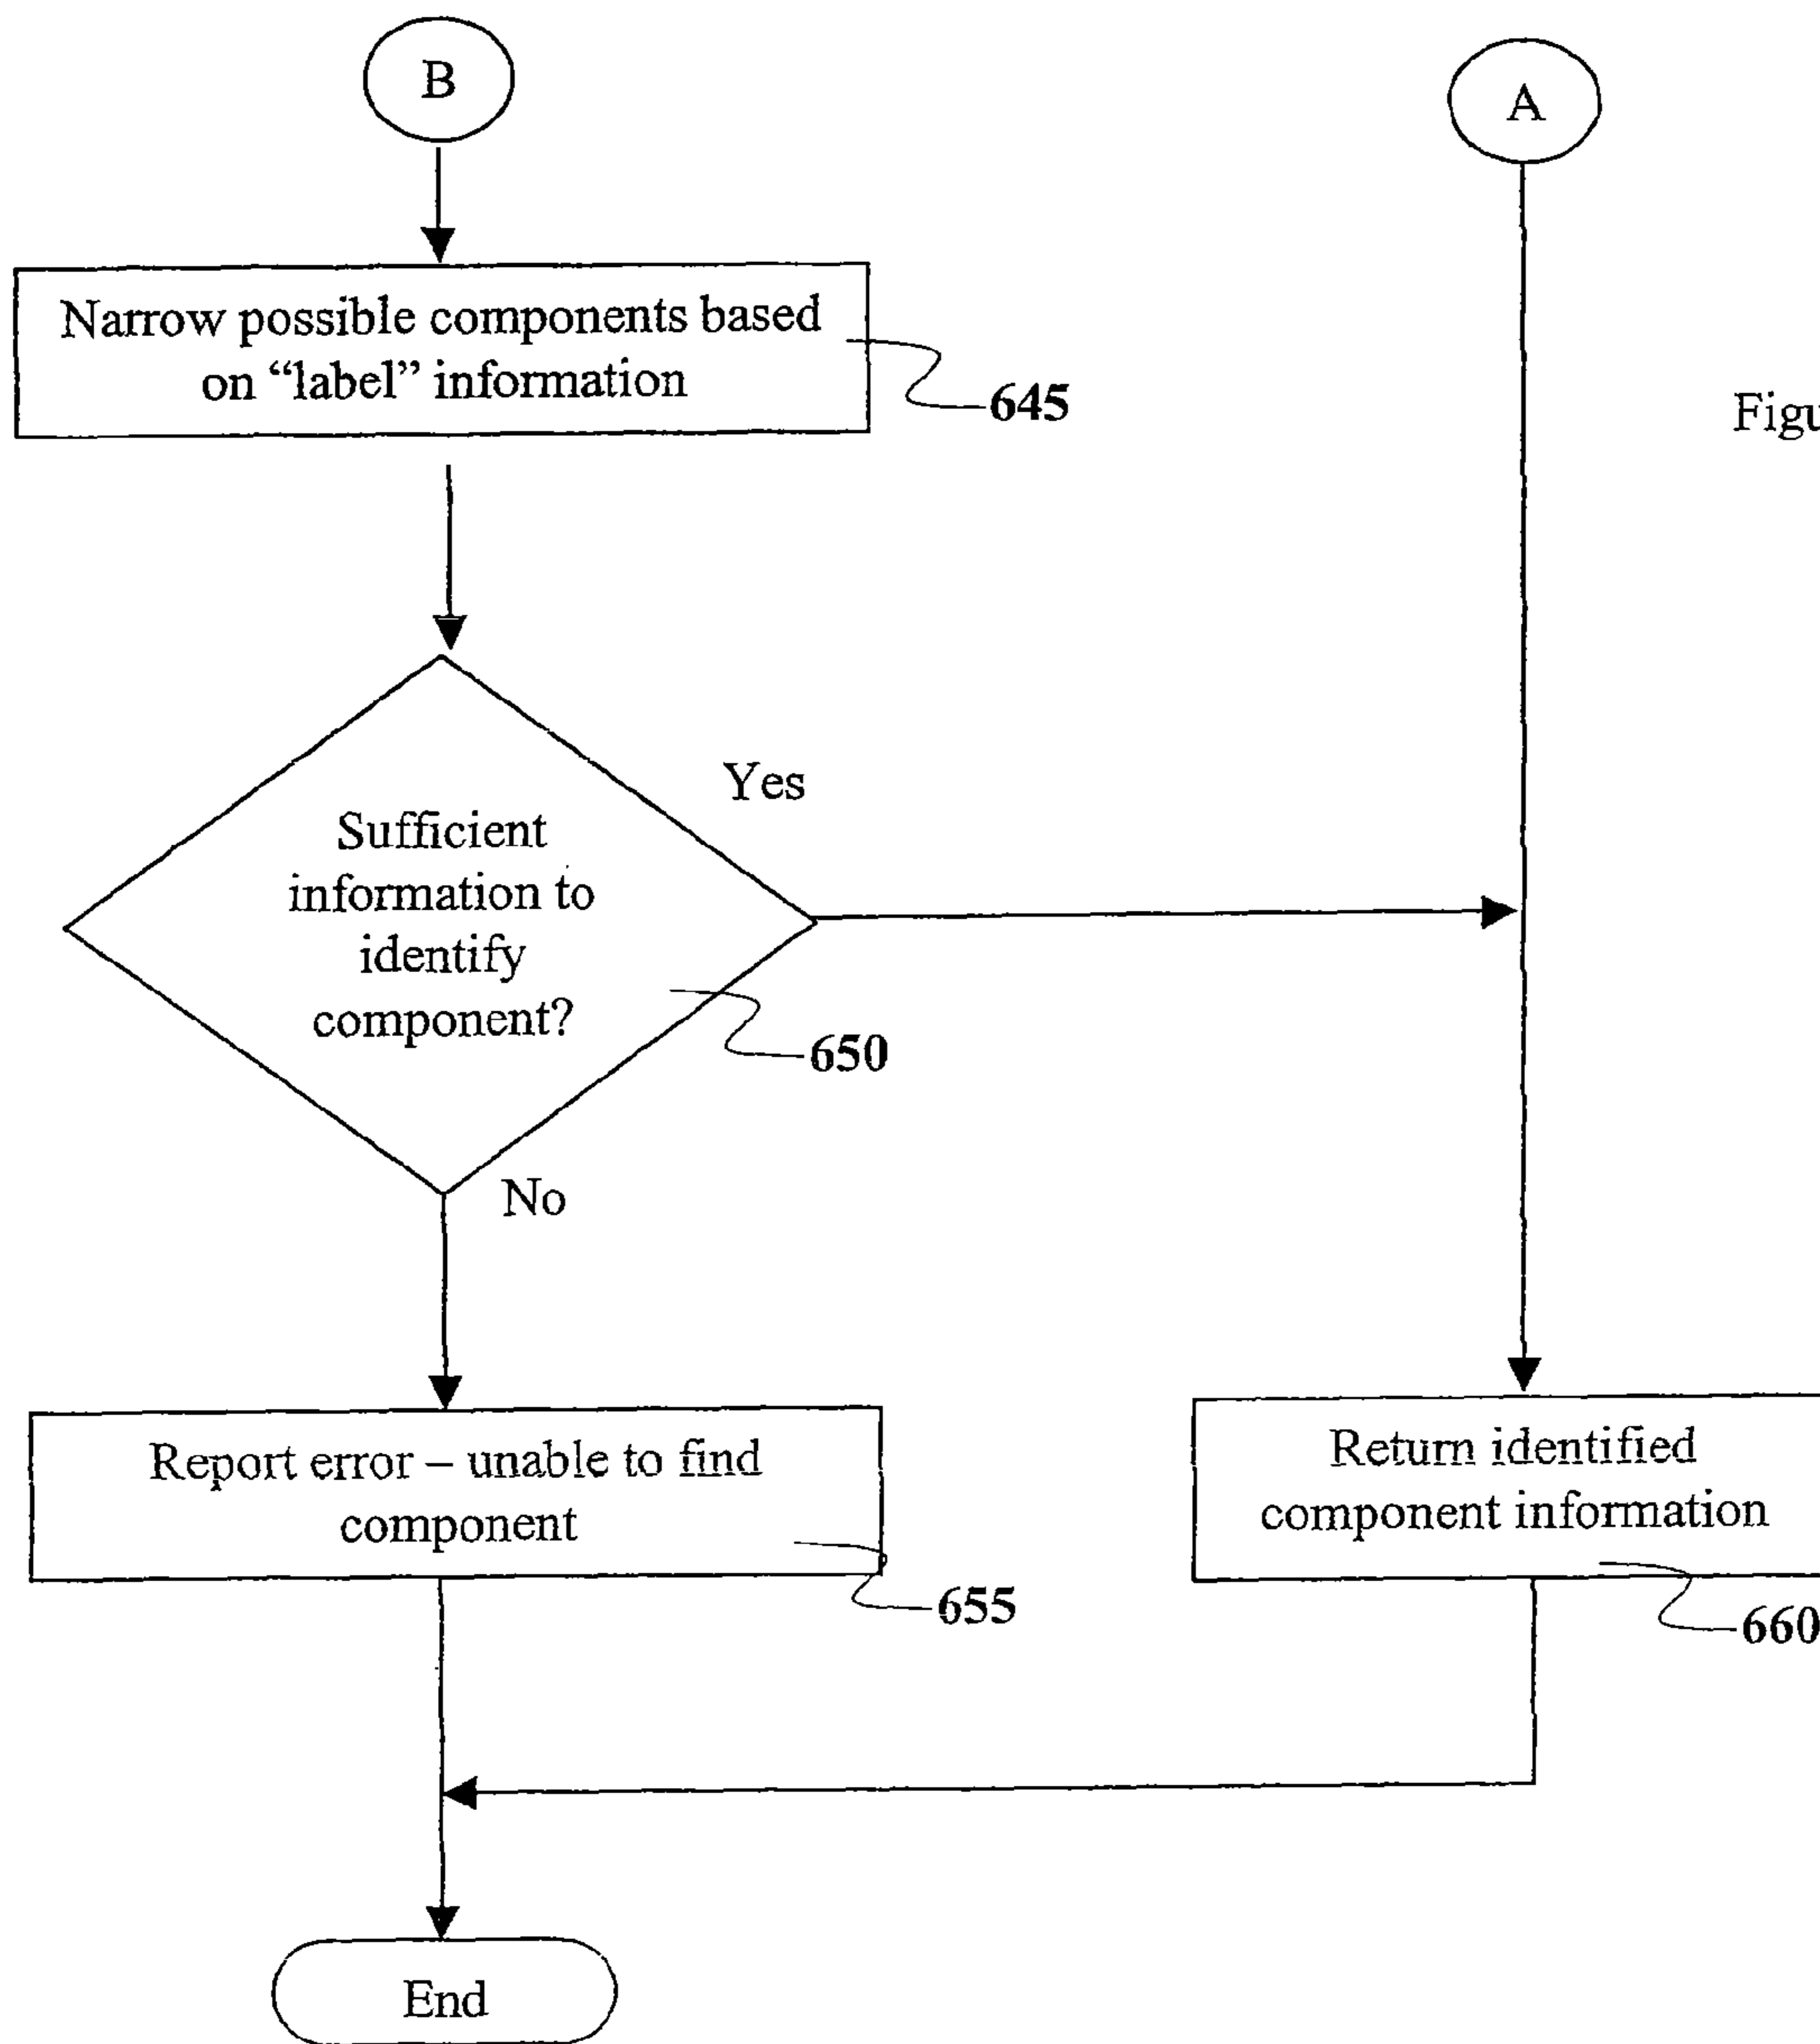 B
A
Narrow possible components based
on “label” information
645
Figu
Yes
Sufficient
information to
identify
component?
650
No
Report error – unable to find
component
655
Return identified
component information
660
End